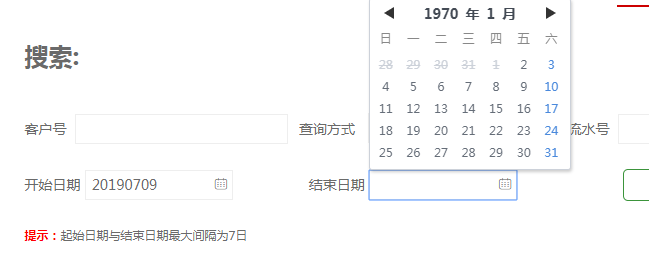 1970 年 1 月
日 一 二 三 四 五 六
28 29 30 31 1 2 3
4 5 6 7 8 9 10
11 12 13 14 15 16 17
18 19 20 21 22 23 24
25 26 27 28 29 30 31
搜索:
客户号 查询方式 流水号
开始日期 20190709 结束日期
提示：起始日期与结束日期最大间隔为7日